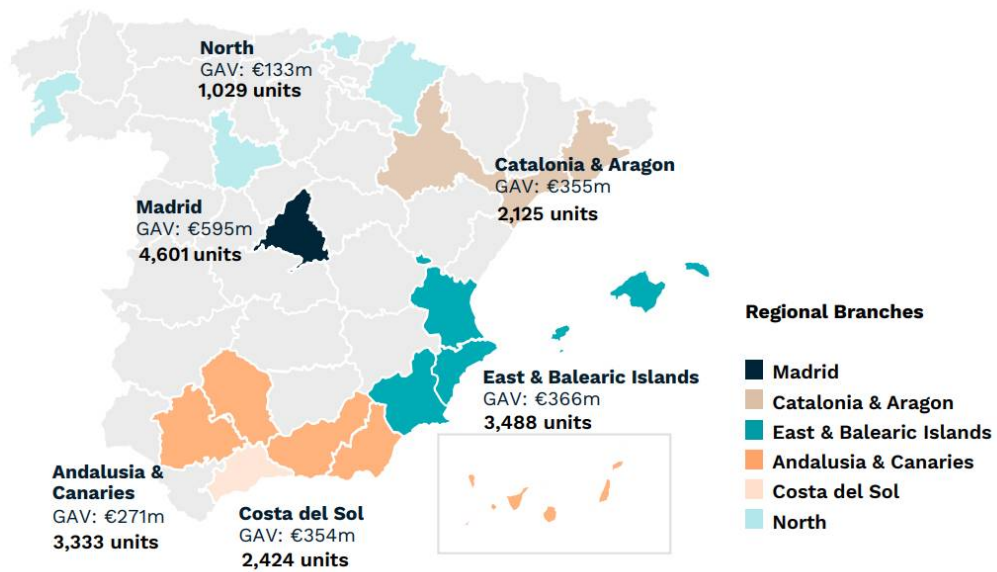 North
GAV: €133m
1,029 units
Catalonia & Aragon
GAV: €355m
2,125 units
Madrid
GAV: €595m
4,601 units
East & Balearic Islands
GAV: €366m
3,488 units
Andalusia &
Canaries
GAV: €271m
3,333 units
Costa del Sol
GAV: €354m
2,424 units
Regional Branches
Madrid
Catalonia & Aragon
East & Balearic Islands
Andalusia & Canaries
Costa del Sol
North